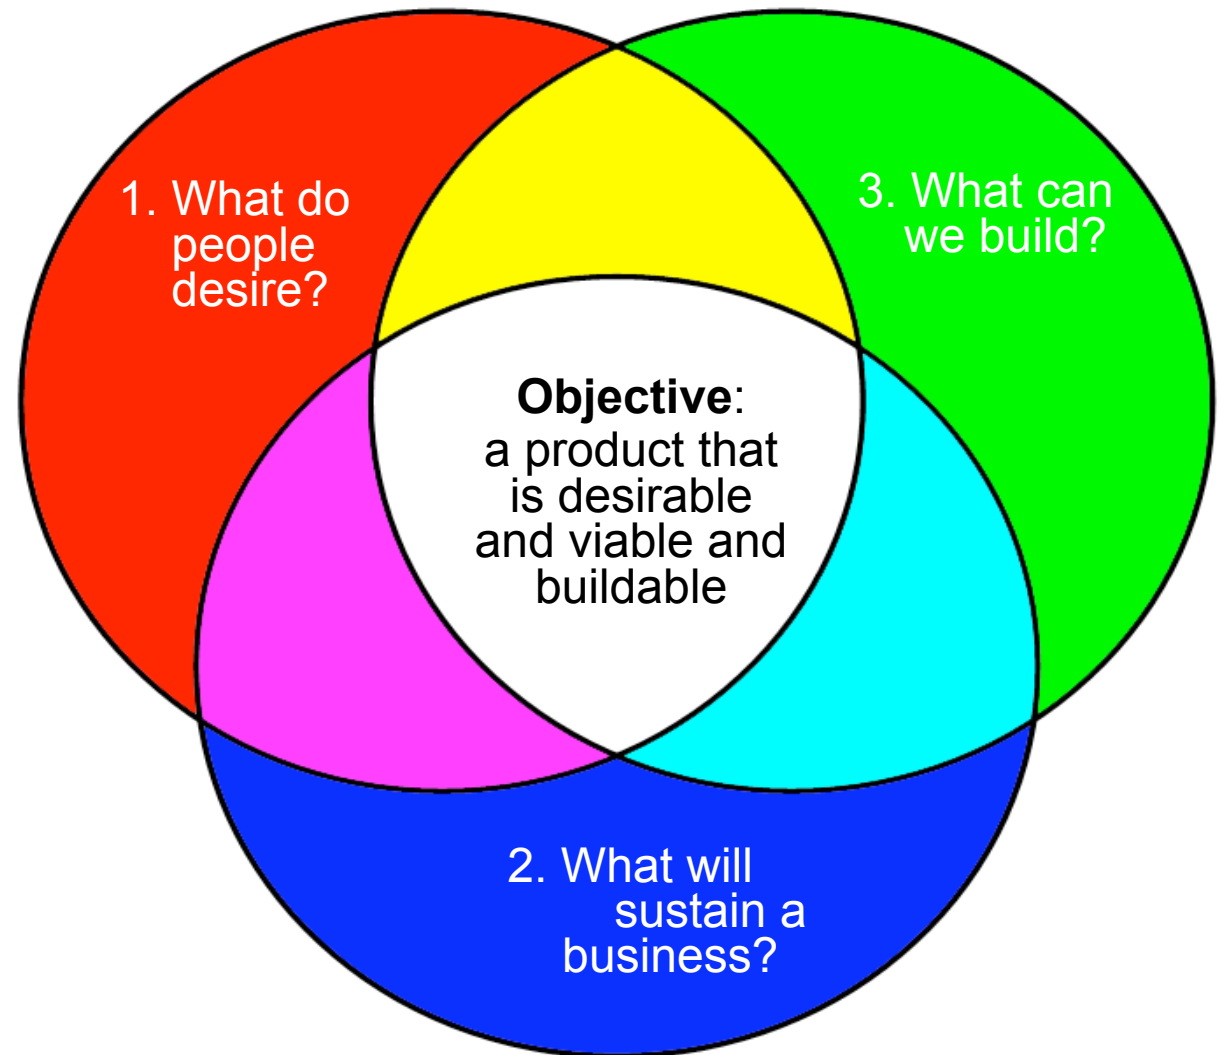 1. What do
people
desire?
3. What can
we build?
Objective:
a product that
is desirable
and viable and
buildable
2. What will
sustain a
business?